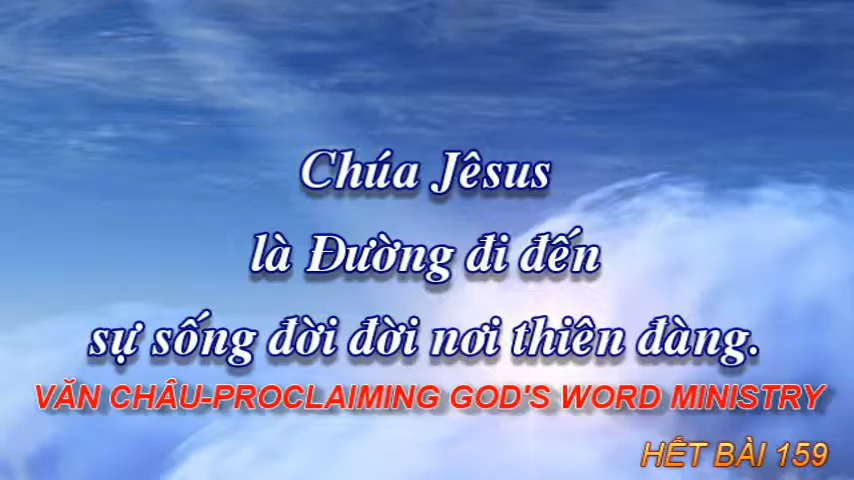 Chúa Jêsus
là Đường đi đến
sự sống đời đời nơi thiên đàng.
VĂN CHÂU-PROCLAIMING GOD'S WORD MINISTRY
HẾT BÀI 159